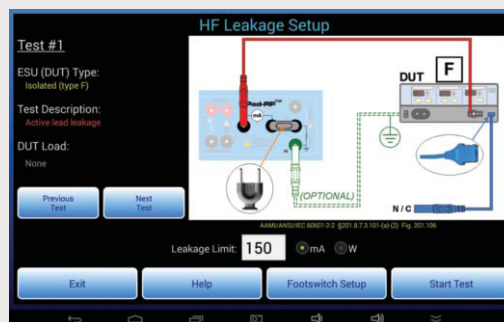 HF Leakage Setup
Test #1
ESU (DUT) Type:
Isolated (type F)
Test Description:
Active lead leakage
DUT Load:
None
Previous Test
Next Test
mA
DUT
F
(OPTIONAL)
N / C
AAMI/ANSI/IEC 60601-2-2 §201.8.7.3.101-(a)-(2) Fig. 201.106
Leakage Limit: 150 mA W
Exit
Help
Footswitch Setup
Start Test